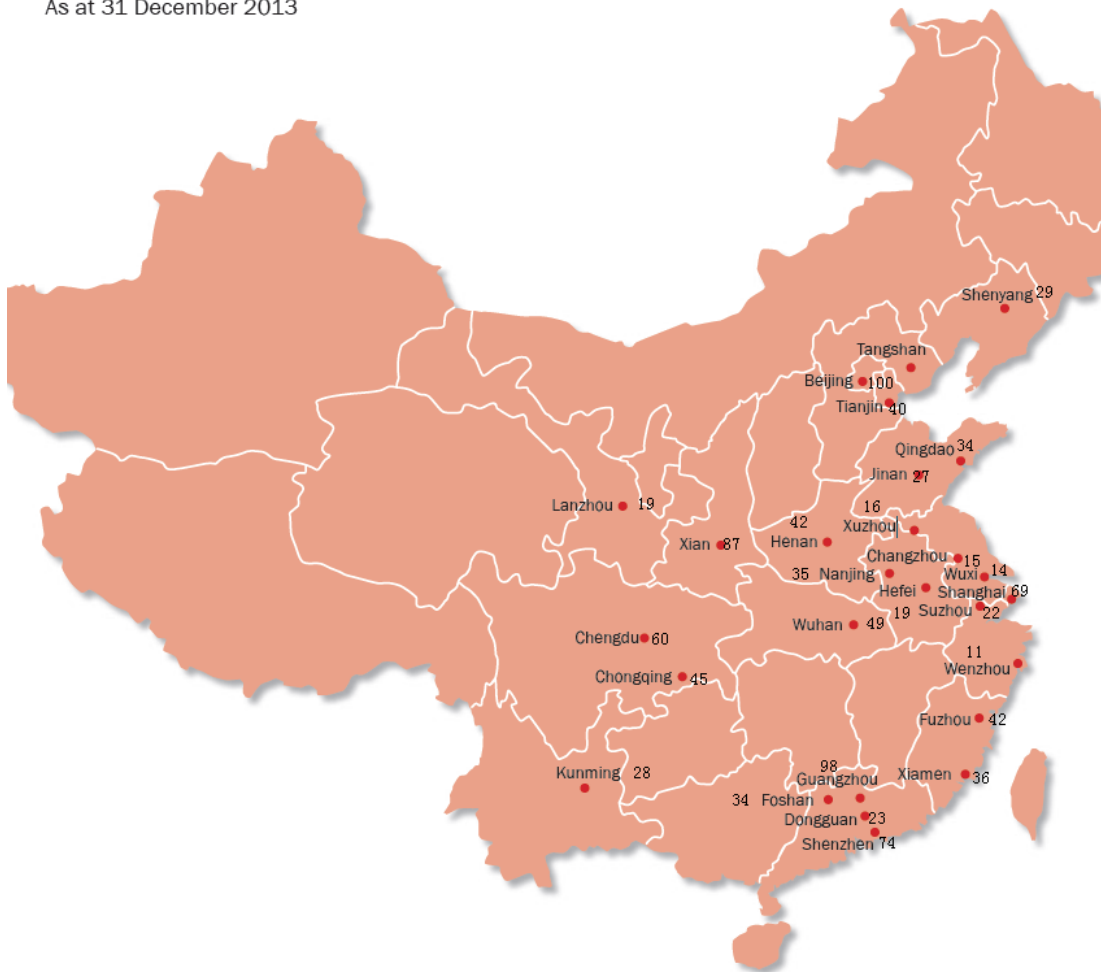 As at 31 December 2013
Shenyang 29
Tangshan
Beijing 100
Tianjin 40
Qingdao 34
Jinan 27
Lanzhou 19
16
Xuzhou
42
Henan
Xian 87
Changzhou 15
35 Nanjing
Wuxi 14
Hefei
19
Shanghai 69
Suzhou 22
Wuhan 49
Chengdu 60
11
Wenzhou
Chongqing 45
Fuzhou 42
98
Guangzhou
Xiamen 36
Kunming 28
34 Foshan
Dongguan 23
Shenzhen 74